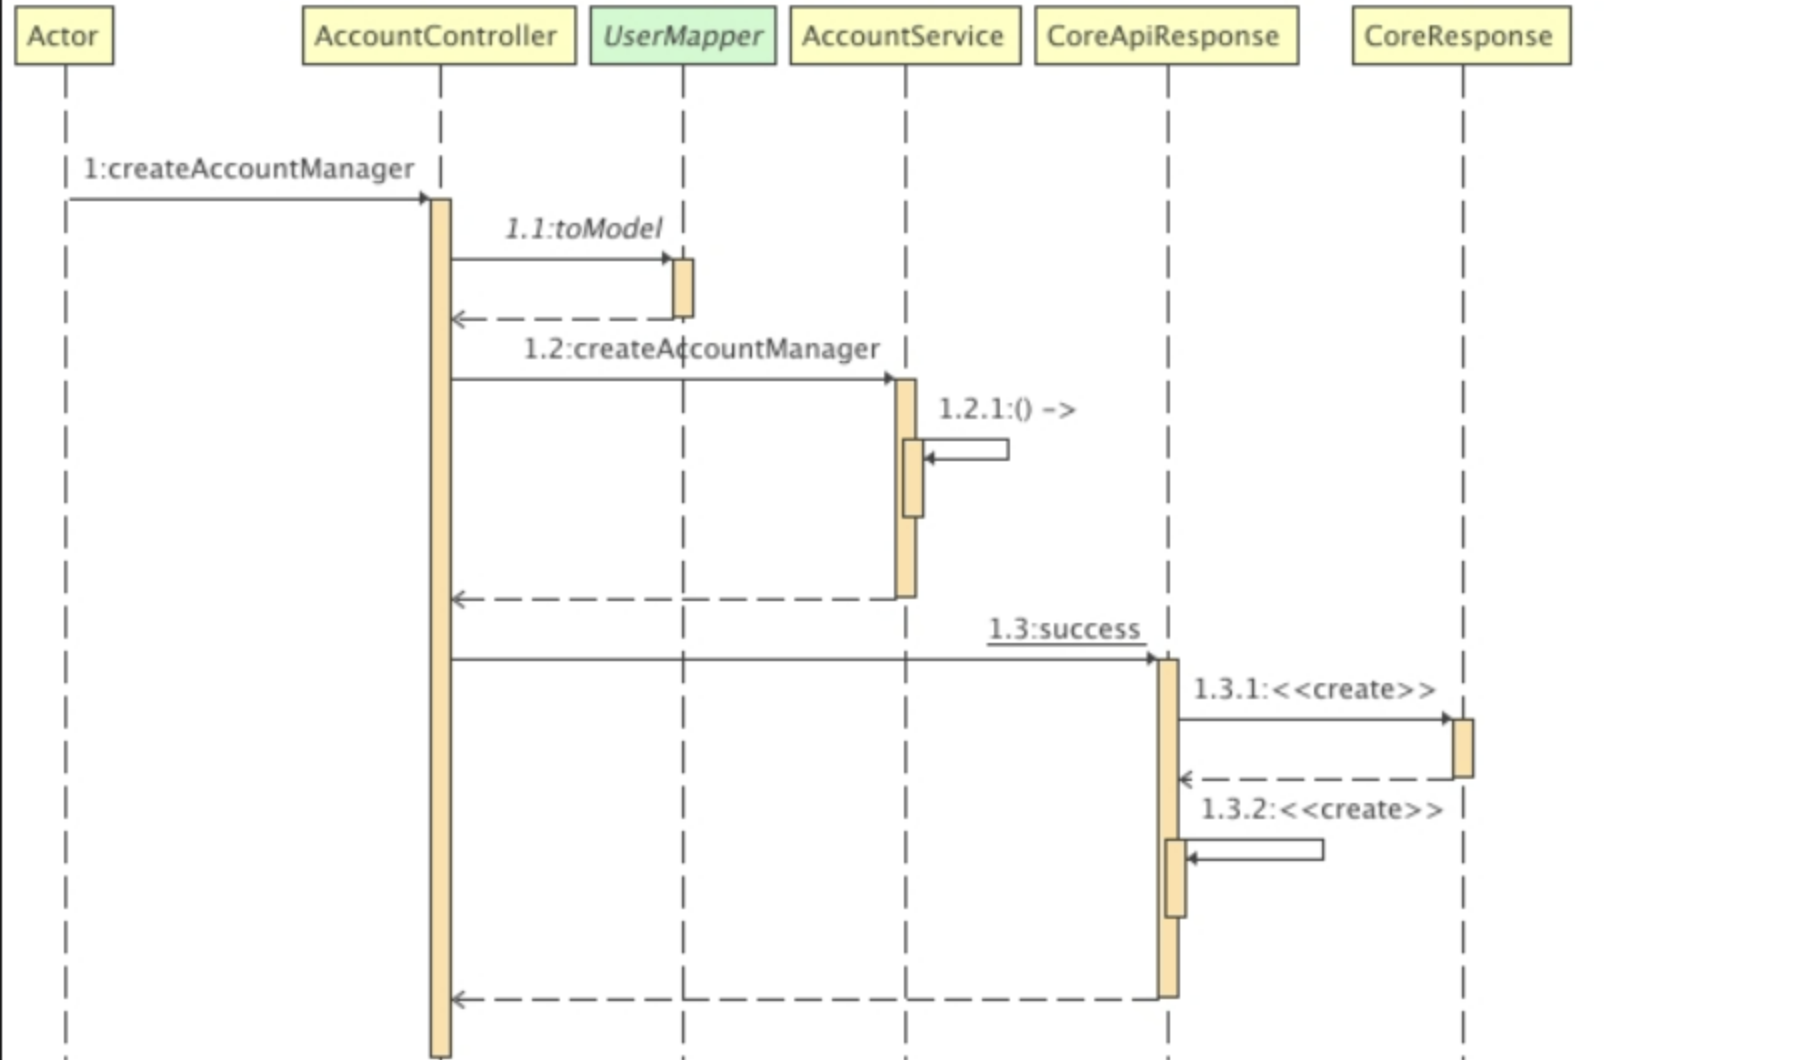 Actor
AccountController
UserMapper
AccountService
CoreApiResponse
CoreResponse
1:createAccountManager
1.1:toModel
1.2:createAccountManager
1.2.1:() ->
1.3:success
1.3.1:<<create>>
1.3.2:<<create>>